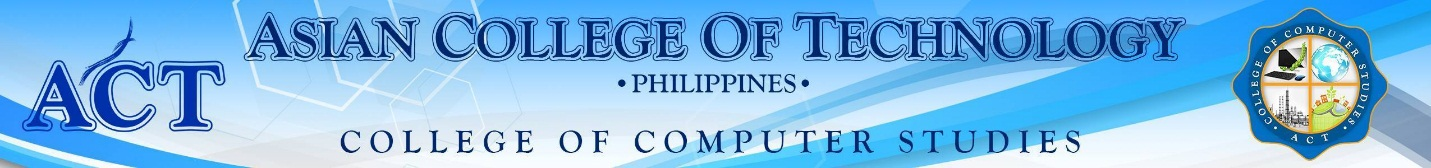 ACT
ASIAN COLLEGE OF TECHNOLOGY
•PHILIPPINES•
COLLEGE OF COMPUTER STUDIES
COLLEGE OF COMPUTER STUDIES
• ACT •